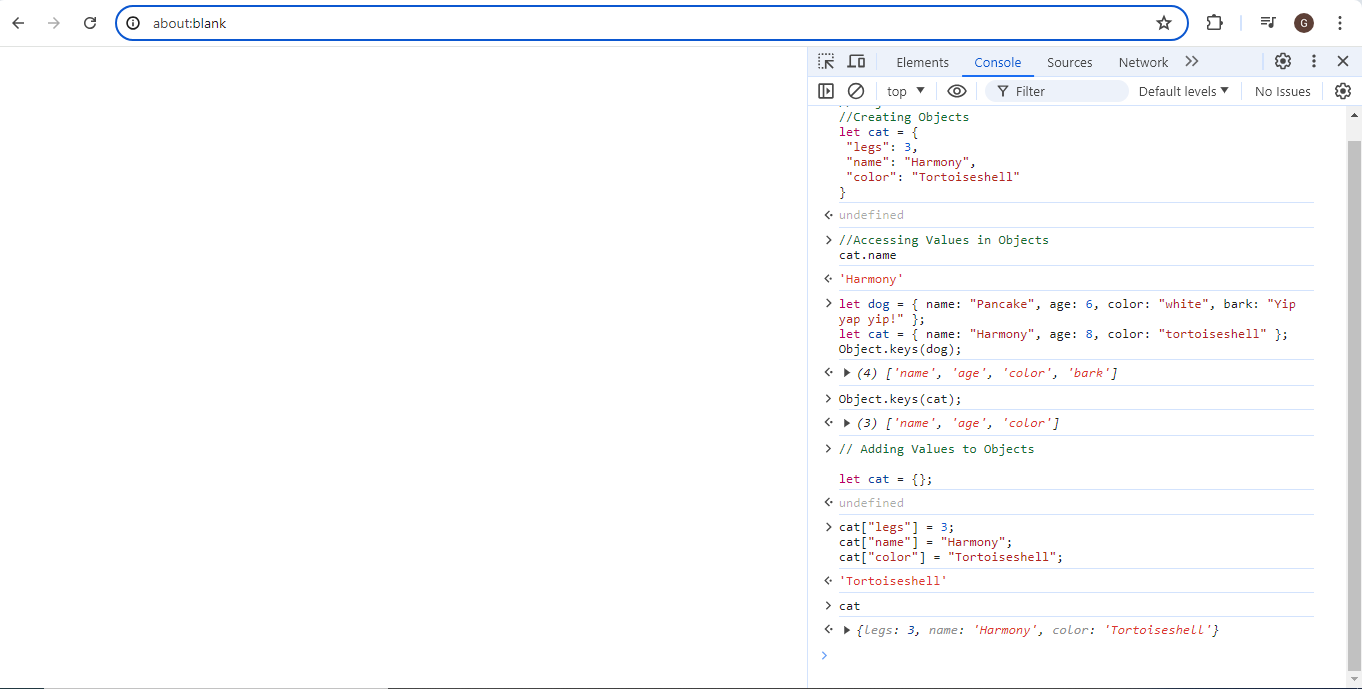 about:blank
G
Elements Console Sources Network
top Filter Default levels No Issues
//Creating Objects
let cat = {
"legs": 3,
"name": "Harmony",
"color": "Tortoiseshell"
}
undefined
//Accessing Values in Objects
cat.name
'Harmony'
let dog = { name: "Pancake", age: 6, color: "white", bark: "Yip
yap yip!" };
let cat = { name: "Harmony", age: 8, color: "tortoiseshell" };
Object.keys(dog);
(4) ['name', 'age', 'color', 'bark']
Object.keys(cat);
(3) ['name', 'age', 'color']
// Adding Values to Objects
let cat = {};
undefined
cat["legs"] = 3;
cat["name"] = "Harmony";
cat["color"] = "Tortoiseshell";
'Tortoiseshell'
cat
{legs: 3, name: 'Harmony', color: 'Tortoiseshell'}